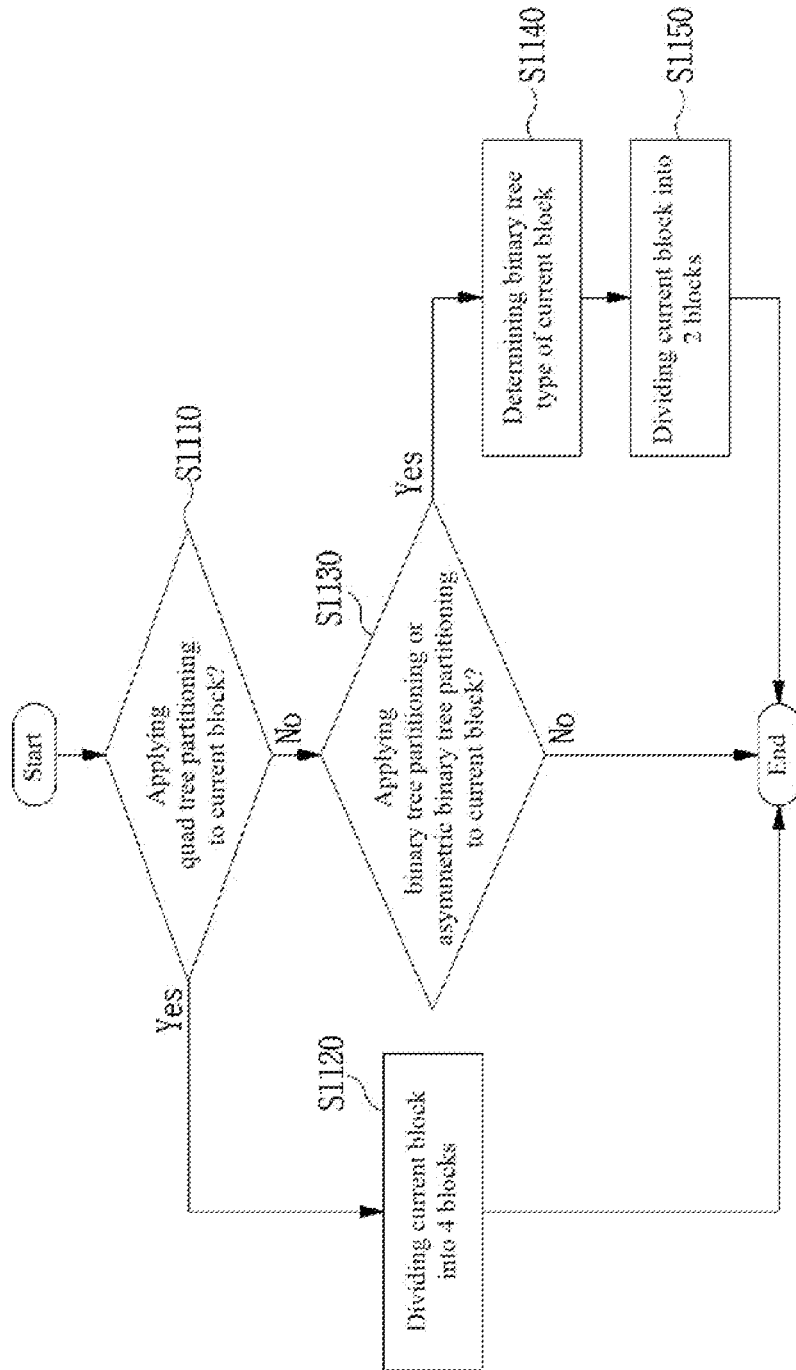 Start
S1110
Applying
quad tree partitioning
to current block?
Yes
No
S1120
Dividing current block
into 4 blocks
S1130
Applying
binary tree partitioning or
asymmetric binary tree partitioning
to current block?
Yes
No
S1140
Determining binary tree
type of current block
S1150
Dividing current block into
2 blocks
End